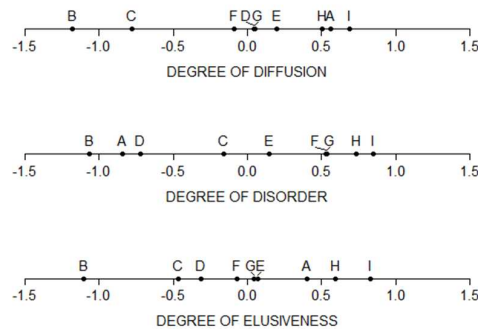 B C F D G E H A I
-1.5 -1.0 -0.5 0.0 0.5 1.0 1.5
DEGREE OF DIFFUSION
B A D C E F G H I
-1.5 -1.0 -0.5 0.0 0.5 1.0 1.5
DEGREE OF DISORDER
B C D F G E A H I
-1.5 -1.0 -0.5 0.0 0.5 1.0 1.5
DEGREE OF ELUSIVENESS